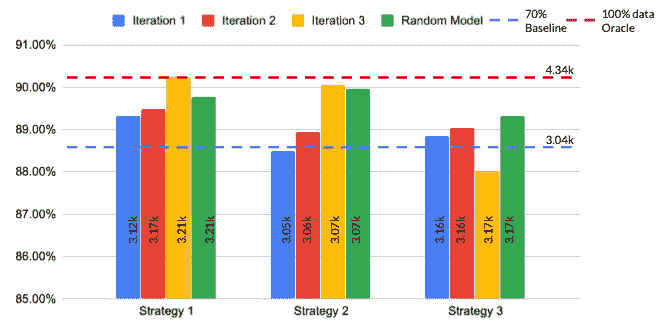 Iteration 1 Iteration 2 Iteration 3 Random Model 70% Baseline 100% data Oracle
91.00%
4.34k
90.00%
89.00%
3.04k
88.00%
87.00%
3.12k 3.17k 3.21k 3.21k 3.05k 3.06k 3.07k 3.07k 3.16k 3.16k 3.17k 3.17k
86.00%
85.00%
Strategy 1 Strategy 2 Strategy 3